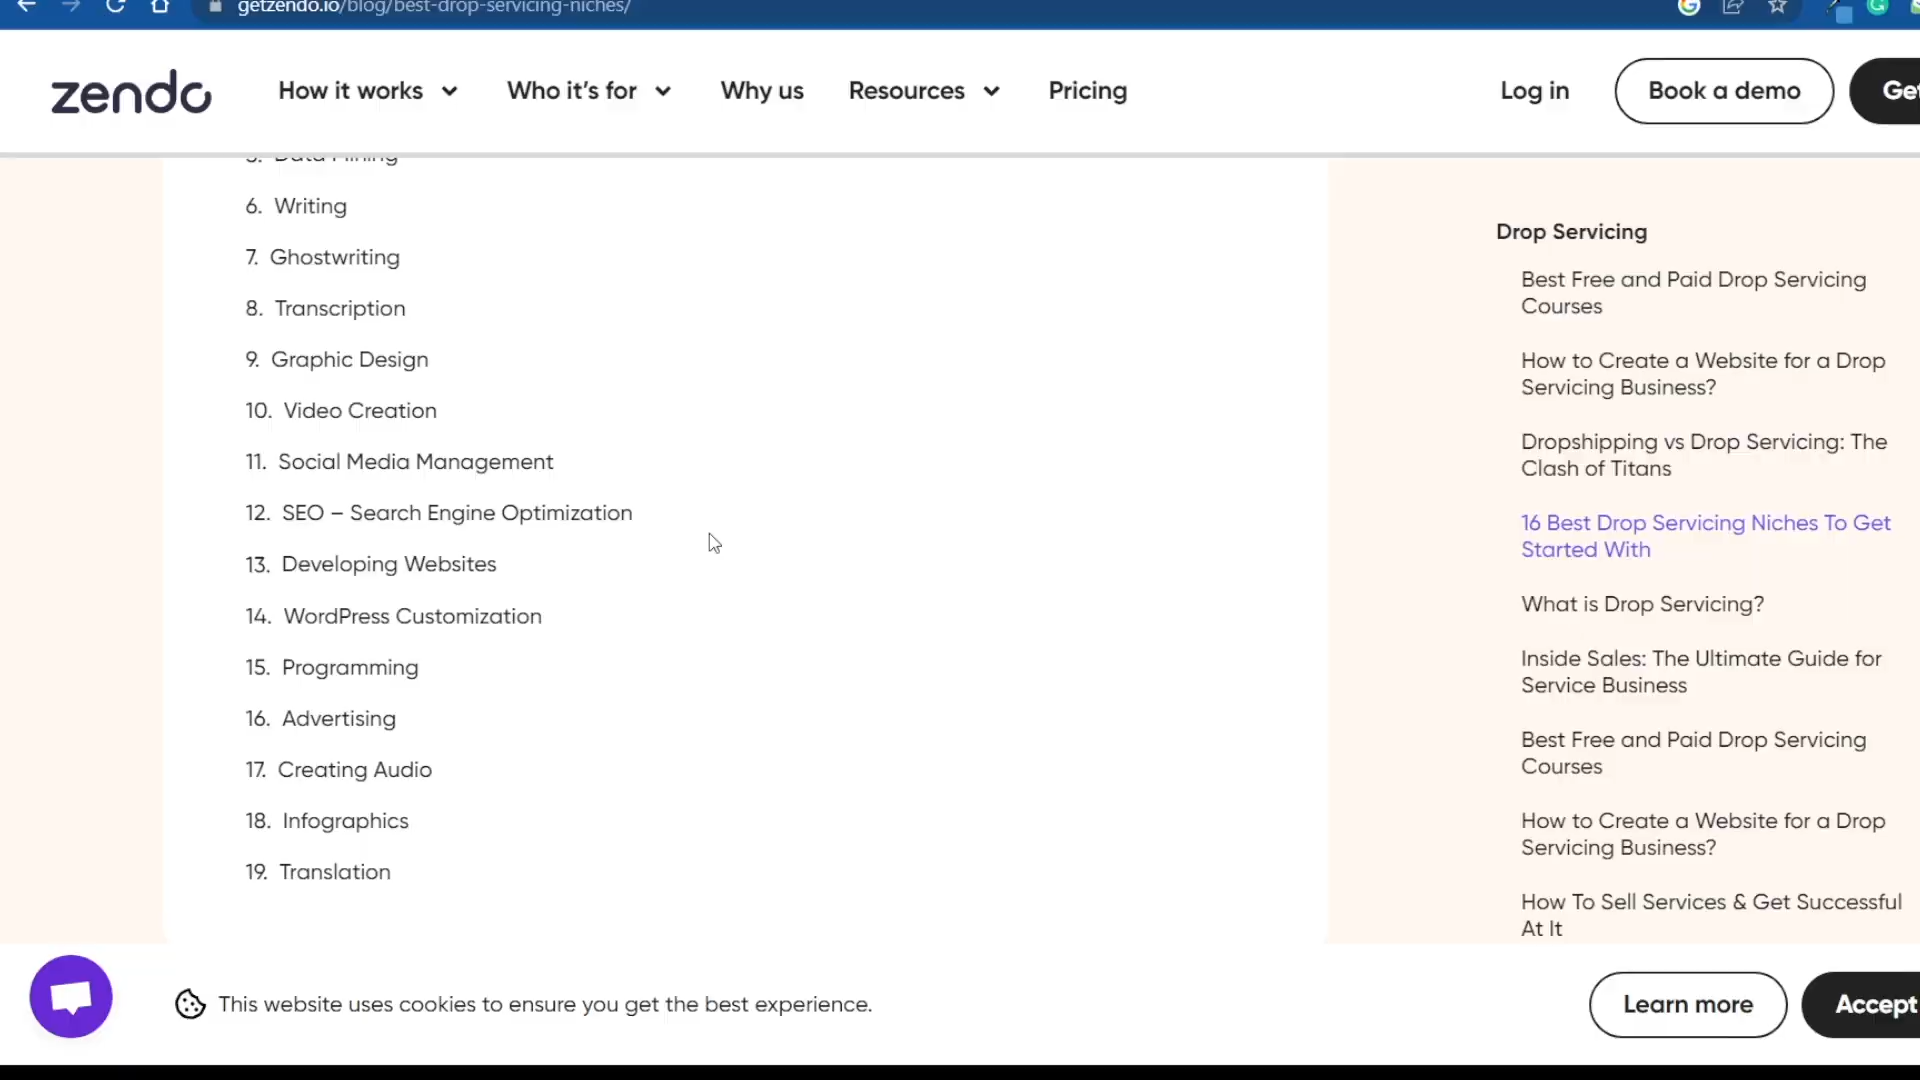 getzendo.io/blog/best-drop-servicing-niches/
zendo
How it works
Who it's for
Why us
Resources
Pricing
Log in
Book a demo
Get
5. Data Mining
6. Writing
7. Ghostwriting
8. Transcription
9. Graphic Design
10. Video Creation
11. Social Media Management
12. SEO – Search Engine Optimization
13. Developing Websites
14. WordPress Customization
15. Programming
16. Advertising
17. Creating Audio
18. Infographics
19. Translation
Drop Servicing
Best Free and Paid Drop Servicing
Courses
How to Create a Website for a Drop
Servicing Business?
Dropshipping vs Drop Servicing: The
Clash of Titans
16 Best Drop Servicing Niches To Get
Started With
What is Drop Servicing?
Inside Sales: The Ultimate Guide for
Service Business
Best Free and Paid Drop Servicing
Courses
How to Create a Website for a Drop
Servicing Business?
How To Sell Services & Get Successful
At It
This website uses cookies to ensure you get the best experience.
Learn more
Accept